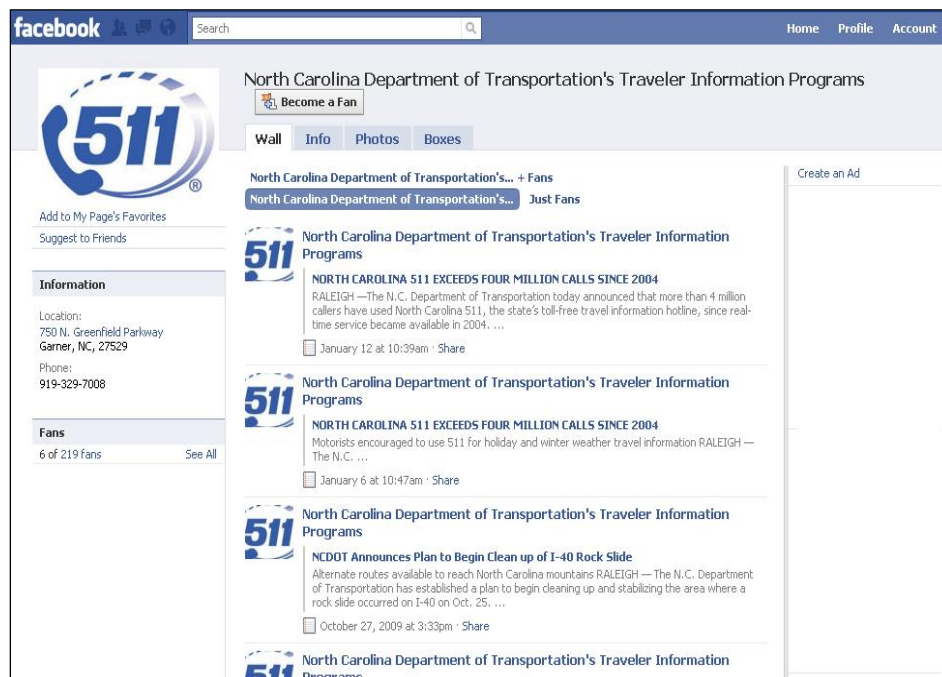 facebook
Search
Home Profile Account
511
®
North Carolina Department of Transportation's Traveler Information Programs
Become a Fan
Wall Info Photos Boxes
Add to My Page's Favorites
Suggest to Friends
Information
Location:
750 N. Greenfield Parkway
Garner, NC, 27529
Phone:
919-329-7008
Fans
6 of 219 fans See All
North Carolina Department of Transportation's... + Fans
North Carolina Department of Transportation's... Just Fans
511
North Carolina Department of Transportation's Traveler Information
Programs
NORTH CAROLINA 511 EXCEEDS FOUR MILLION CALLS SINCE 2004
RALEIGH —The N.C. Department of Transportation today announced that more than 4 million
callers have used North Carolina 511, the state's toll-free travel information hotline, since real-
time service became available in 2004. ...
January 12 at 10:39am · Share
511
North Carolina Department of Transportation's Traveler Information
Programs
NORTH CAROLINA 511 EXCEEDS FOUR MILLION CALLS SINCE 2004
Motorists encouraged to use 511 for holiday and winter weather travel information RALEIGH —
The N.C. ...
January 6 at 10:47am · Share
511
North Carolina Department of Transportation's Traveler Information
Programs
NCDOT Announces Plan to Begin Clean up of I-40 Rock Slide
Alternate routes available to reach North Carolina mountains RALEIGH — The N.C. Department
of Transportation has established a plan to begin cleaning up and stabilizing the area where a
rock slide occurred on I-40 on Oct. 25. ...
October 27, 2009 at 3:33pm · Share
511
North Carolina Department of Transportation's Traveler Information
Programs
Create an Ad